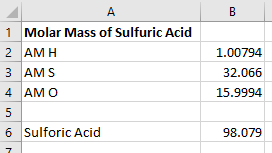 A B
1 Molar Mass of Sulfuric Acid
2 AM H 1.00794
3 AM S 32.066
4 AM O 15.9994
5
6 Sulforic Acid 98.079
7